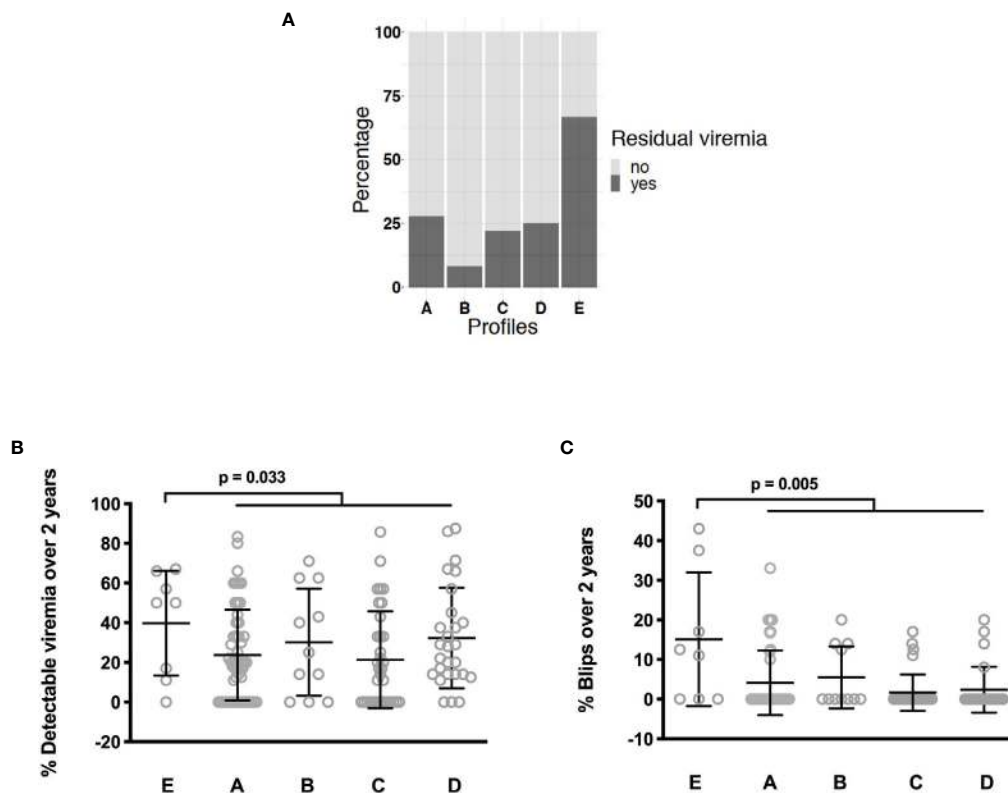 A
100
75
50
25
0
Percentage
A B C D E
Profiles
Residual viremia
no
yes
B
p = 0.033
% Detectable viremia over 2 years
100
80
60
40
20
0
-20
E A B C D
C
p = 0.005
% Blips over 2 years
50
40
30
20
10
0
-10
E A B C D